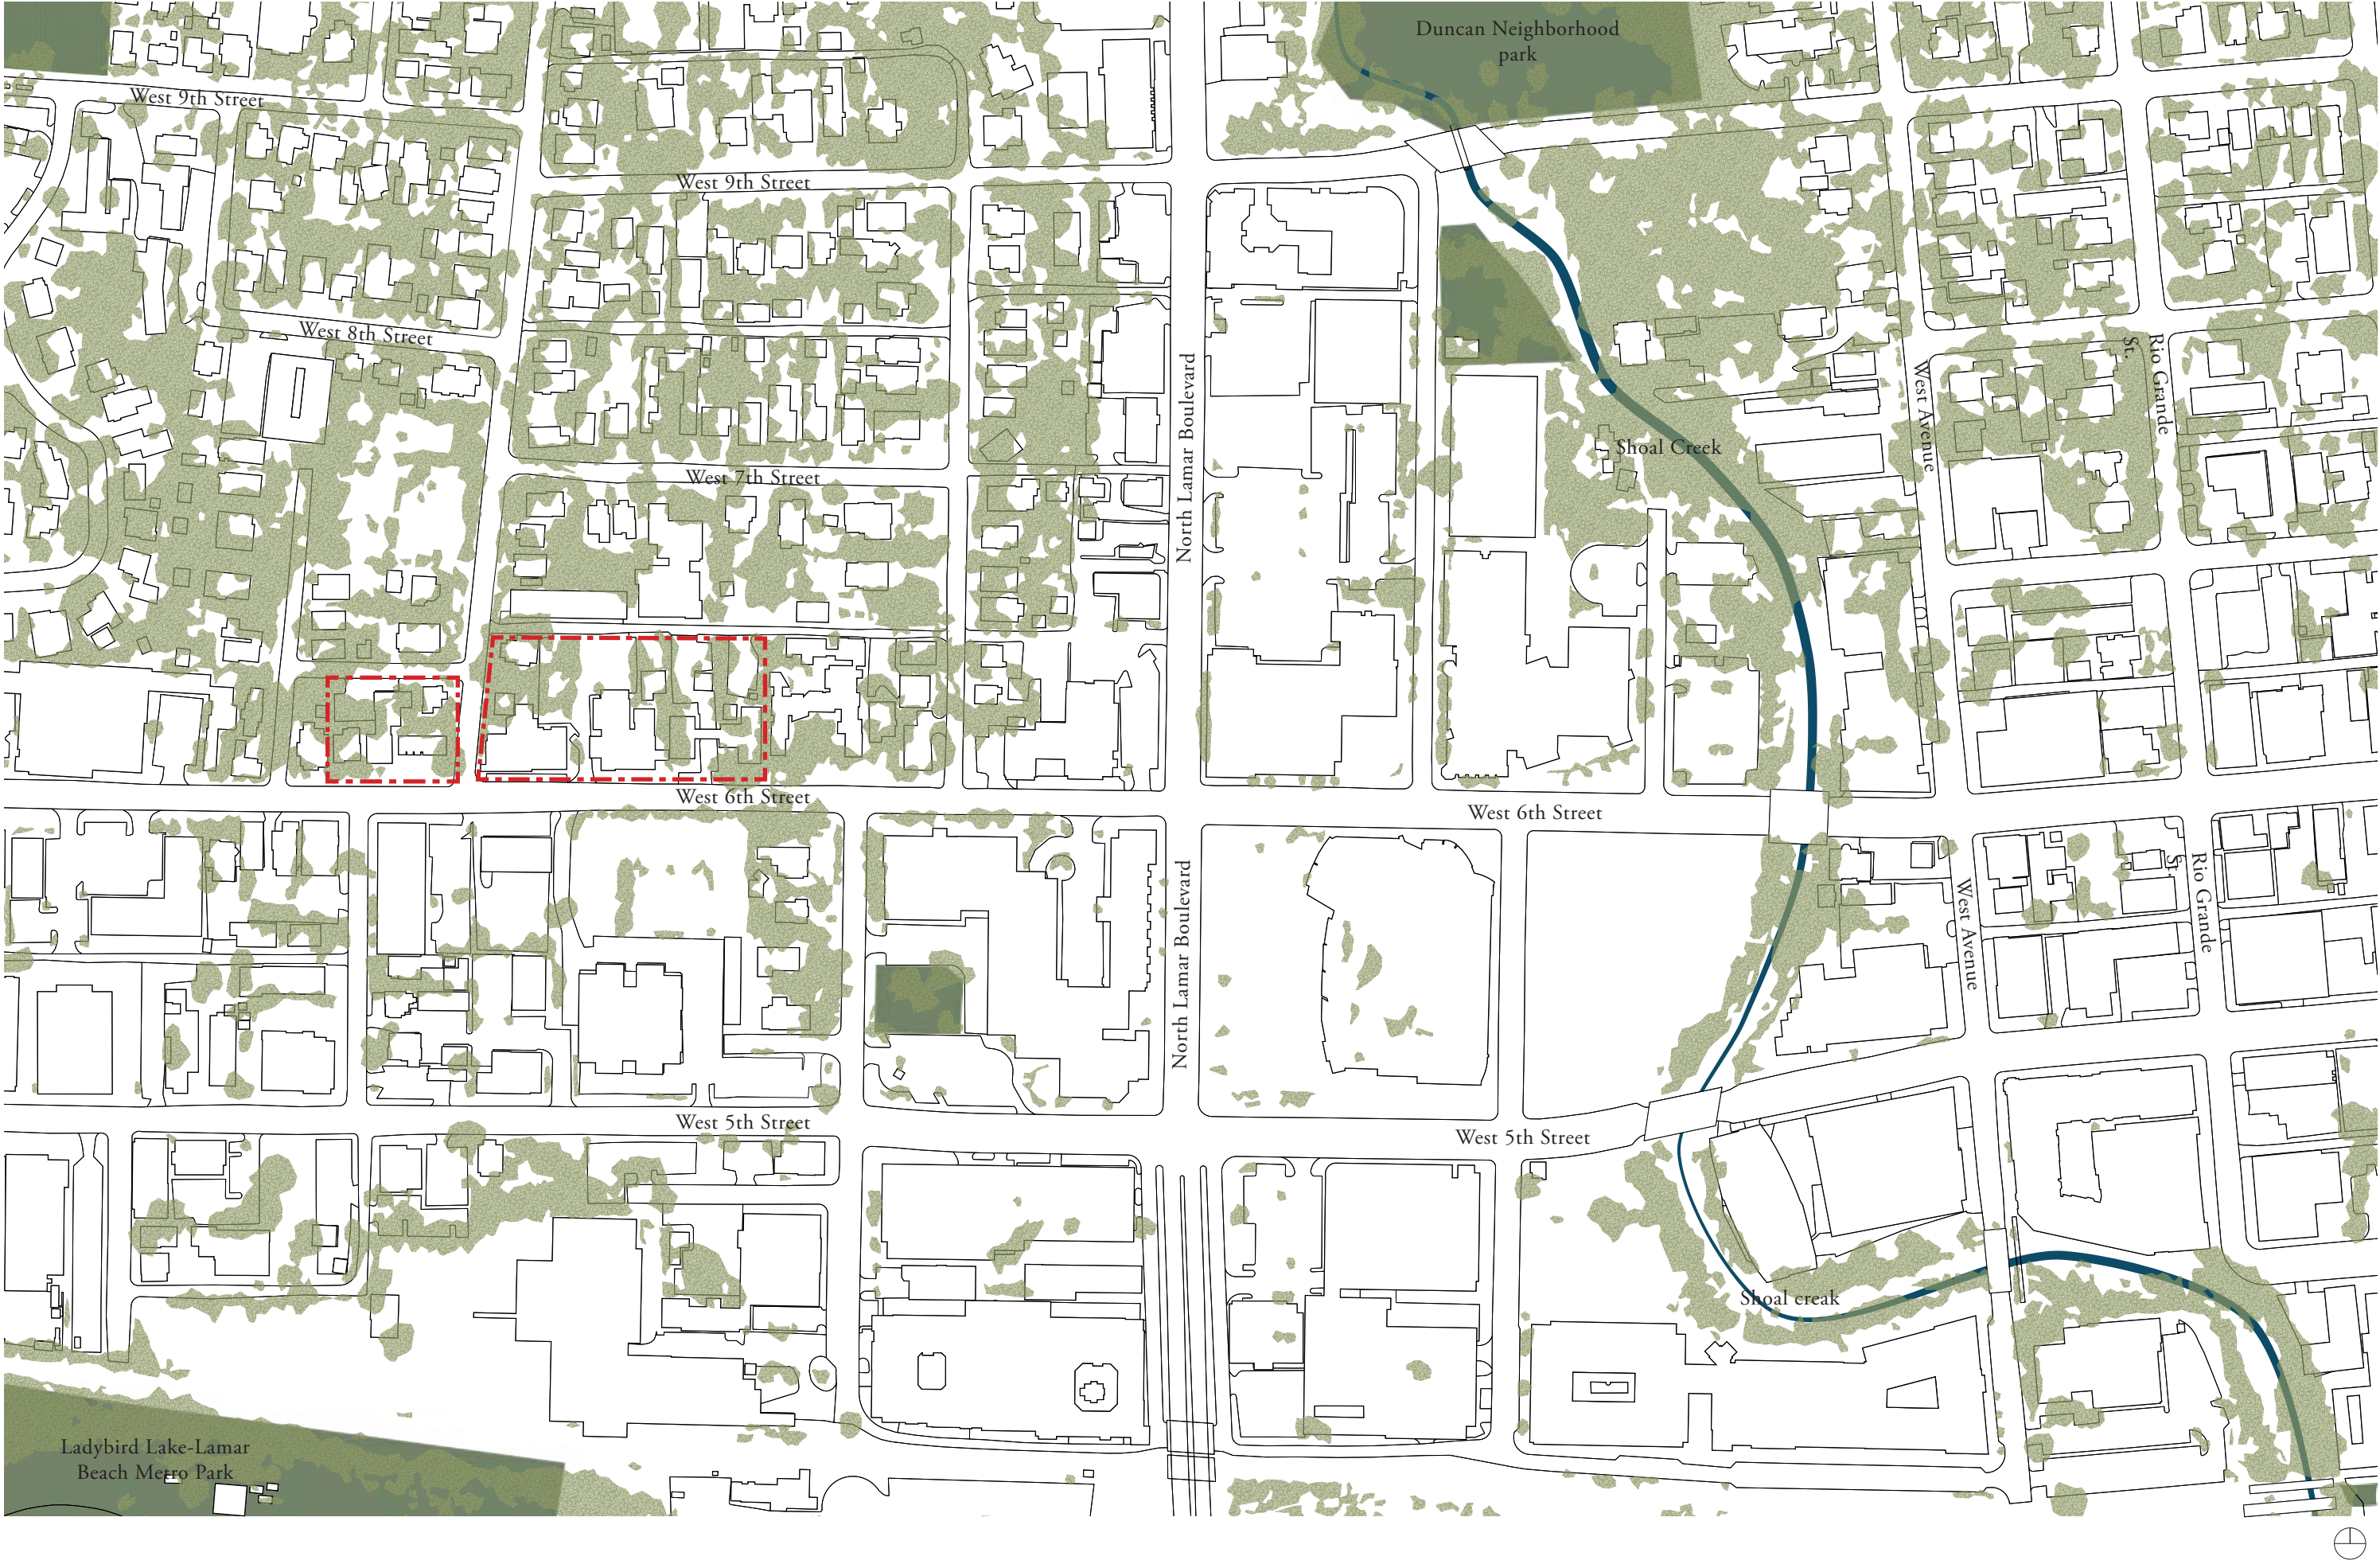 Duncan Neighborhood
park
West 9th Street
West 9th Street
West 8th Street
Rio Grande
St.
North Lamar Boulevard
West Avenue
Shoal Creek
West 7th Street
West 6th Street
West 6th Street
North Lamar Boulevard
West Avenue
Rio Grande
St.
West 5th Street
West 5th Street
Shoal creak
Ladybird Lake-Lamar
Beach Metro Park